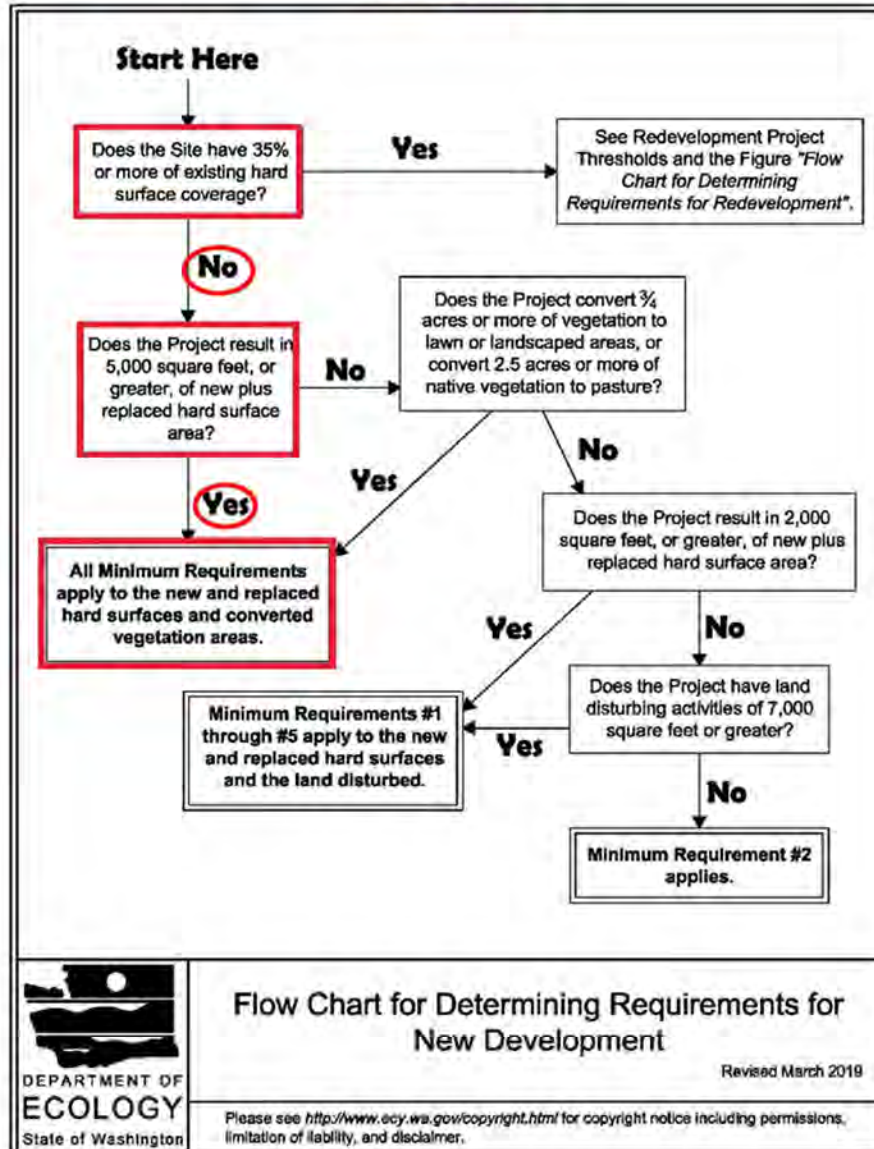 Start Here
Does the Site have 35%
or more of existing hard
surface coverage?
Yes
See Redevelopment Project
Thresholds and the Figure "Flow
Chart for Determining
Requirements for Redevelopment".
No
Does the Project result in
5,000 square feet, or
greater, of new plus
replaced hard surface
area?
No
Does the Project convert ¾
acres or more of vegetation to
lawn or landscaped areas, or
convert 2.5 acres or more of
native vegetation to pasture?
Yes
Yes
No
All Minimum Requirements
apply to the new and replaced
hard surfaces and converted
vegetation areas.
Does the Project result in 2,000
square feet, or greater, of new plus
replaced hard surface area?
Yes
No
Minimum Requirements #1
through #5 apply to the new
and replaced hard surfaces
and the land disturbed.
Yes
Does the Project have land
disturbing activities of 7,000
square feet or greater?
No
Minimum Requirement #2
applies.
DEPARTMENT OF
ECOLOGY
State of Washington
Flow Chart for Determining Requirements for
New Development
Revised March 2019
Please see http://www.ecy.wa.gov/copyright.html for copyright notice including permissions,
limitation of liability, and disclaimer.